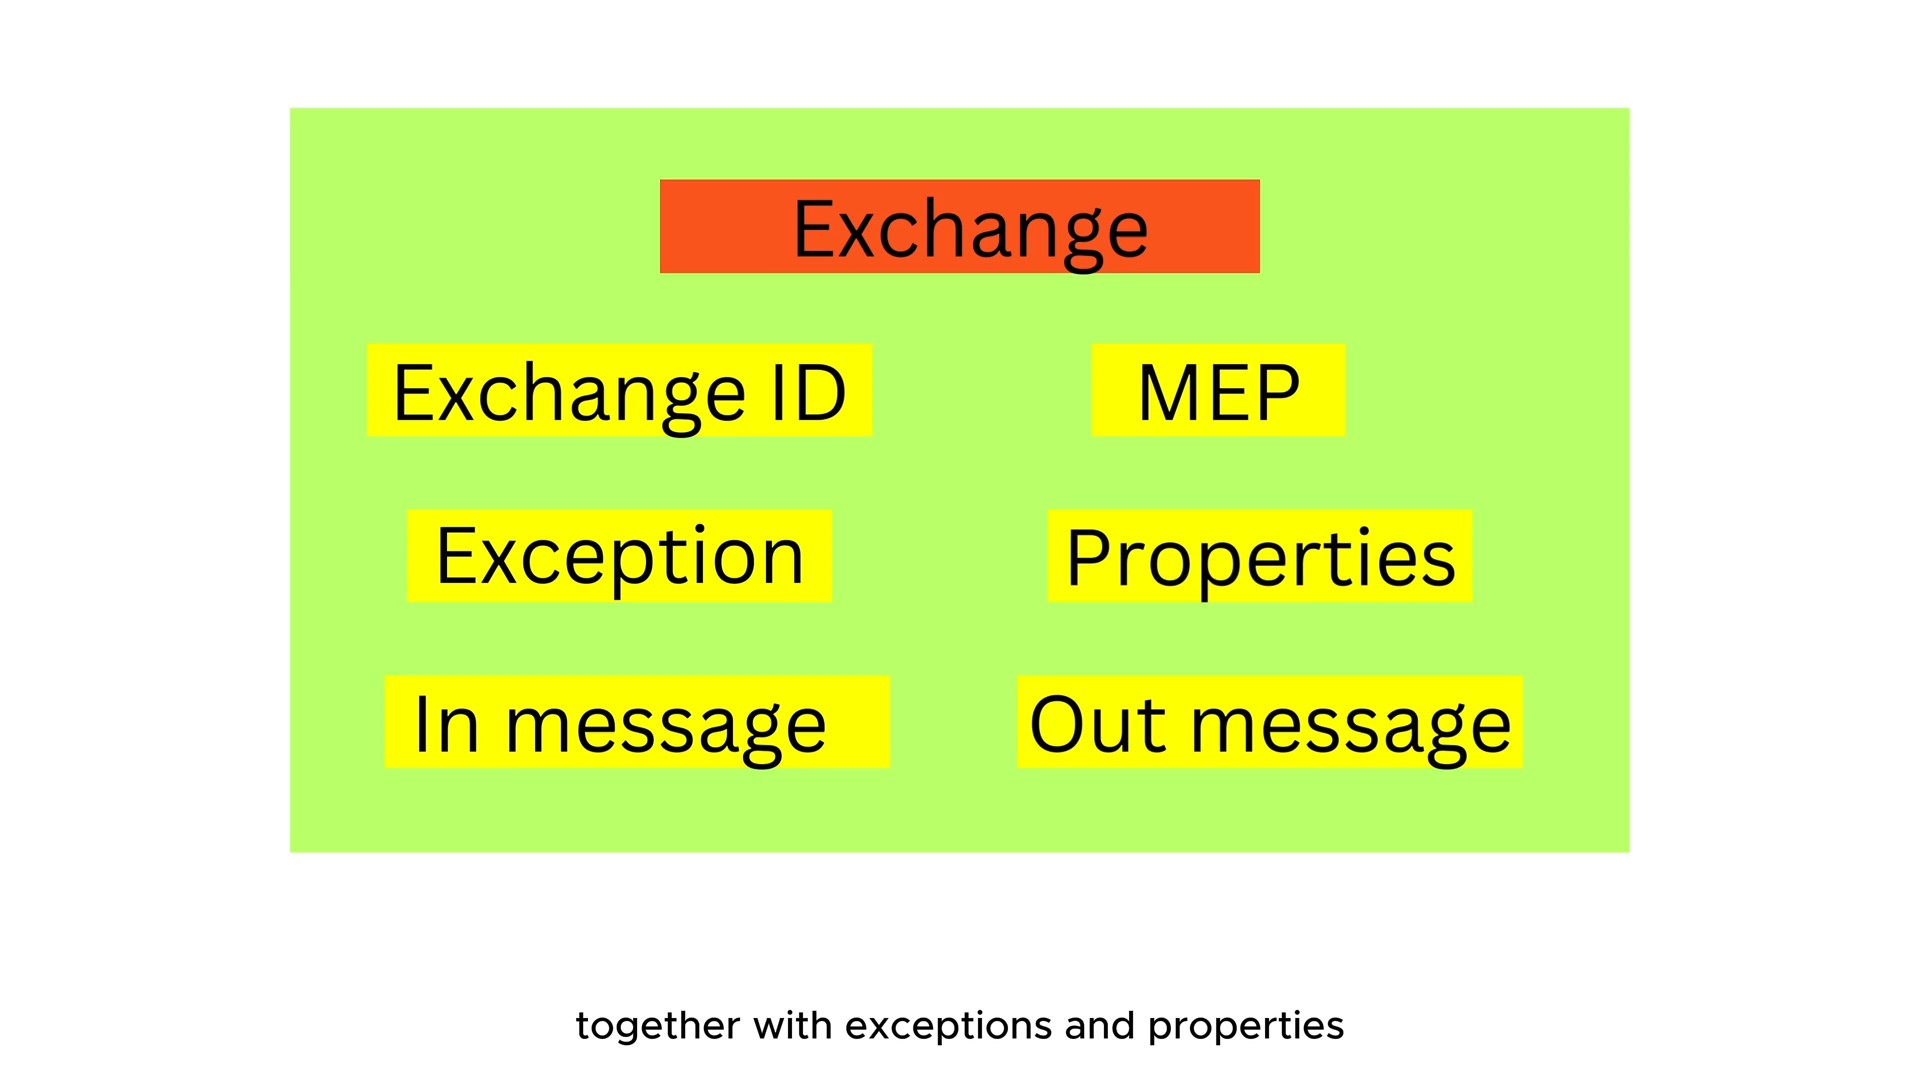 Exchange
Exchange ID
MEP
Exception
Properties
In message
Out message
together with exceptions and properties